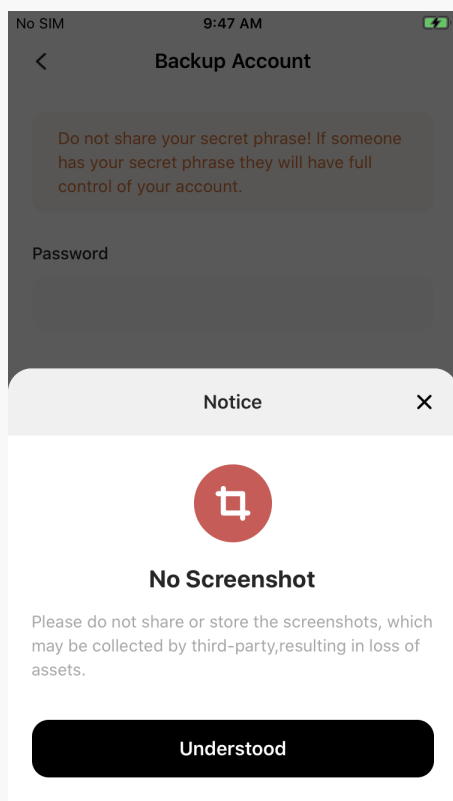 No SIM 9:47 AM
Backup Account
Do not share your secret phrase! If someone
has your secret phrase they will have full
control of your account.
Password
Notice
No Screenshot
Please do not share or store the screenshots, which
may be collected by third-party,resulting in loss of
assets.
Understood